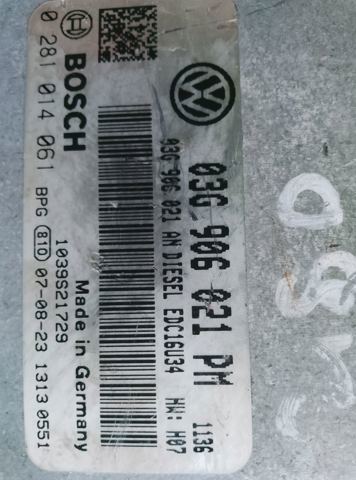 03G 906 021 PM 1136
03G 906 021 AN DIESEL EDC16U34 HW: H07
BOSCH Made in Germany
1039S21729
0 281 014 061 BPG 810 07-08-23 1313 0551